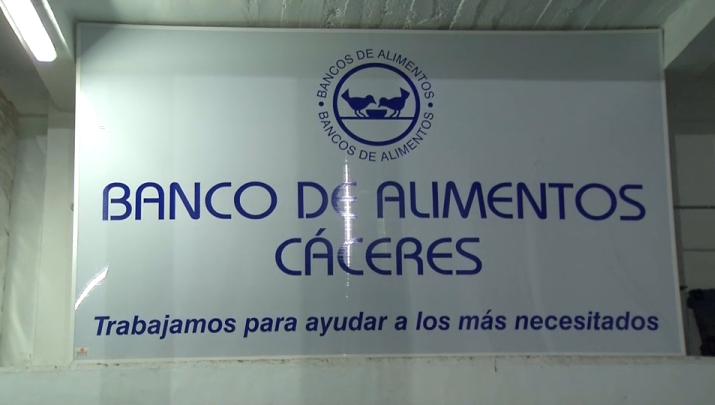 BANCOS DE ALIMENTOS
BANCOS DE ALIMENTOS
BANCO DE ALIMENTOS
CÁCERES
Trabajamos para ayudar a los más necesitados